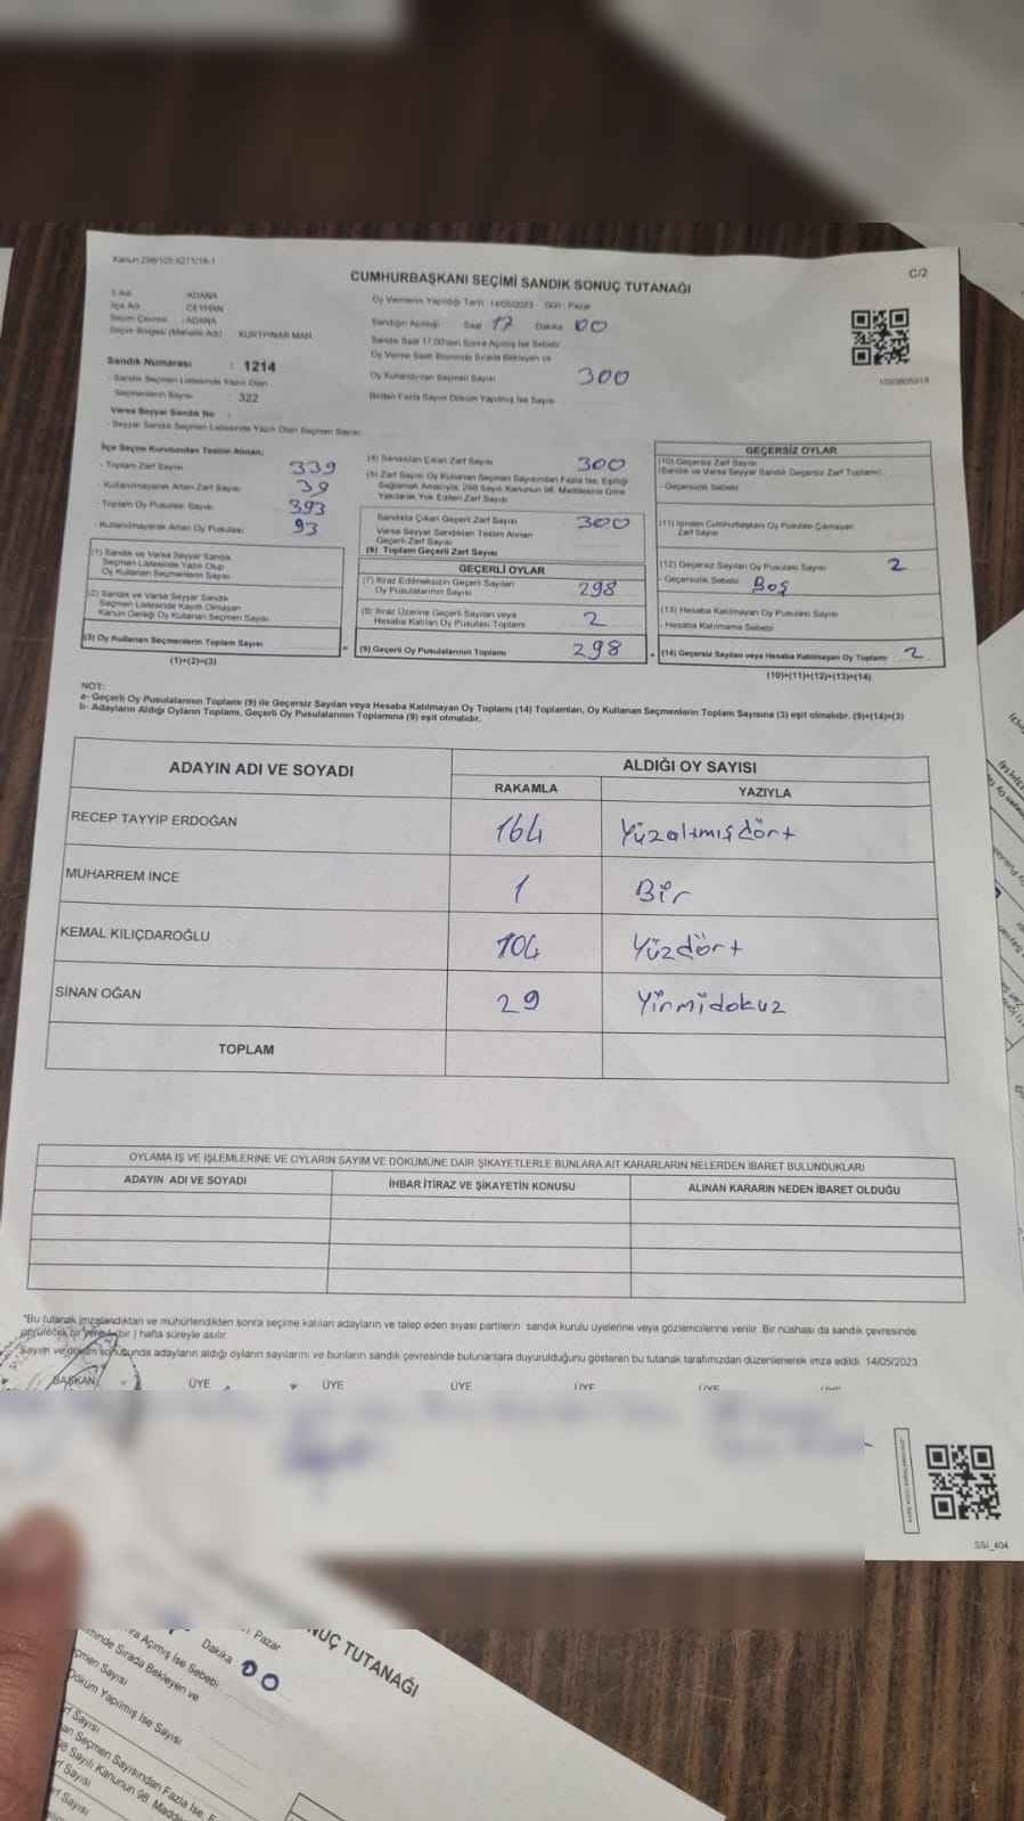 Kanun 298/105
C/2
CUMHURBAŞKANI SEÇİMİ SANDIK SONUÇ TUTANAĞI
İl Adı : ADANA
İlçe Adı : CEYHAN
Seçim Çevresi : ADANA
Seçim Bölgesi (Mahalle Adı) : KURTPINAR MAH.
Oy Vermenin Yapıldığı Tarih : 14/05/2023 - Gün : Pazar
Sandığın Açıldığı Saat 17 Dakika 00
Sandık Saat 17.00'den Sonra Açılmış İse Sebebi
Oy Verme Saati Bitiminde Sırada Bekleyen ve
Oy Kullandırılan Seçmen Sayısı 300
Birden Fazla Sayım Döküm Yapılmış İse Sayısı
Sandık Numarası : 1214
- Sandık Seçmen Listesinde Yazılı Olan
Seçmenlerin Sayısı : 322
Varsa Seyyar Sandık No :
- Seyyar Sandık Seçmen Listesinde Yazılı Olan Seçmen Sayısı:
İlçe Seçim Kurulundan Teslim Alınan;
- Toplam Zarf Sayısı 339
- Kullanılmayarak Artan Zarf Sayısı 39
- Toplam Oy Pusulası Sayısı 393
- Kullanılmayarak Artan Oy Pusulası 93
(1) Sandık ve Varsa Seyyar Sandık
Seçmen Listesinde Yazılı Olup
Oy Kullanan Seçmenlerin Sayısı
(2) Sandık ve Varsa Seyyar Sandık
Seçmen Listesinde Kayıtlı Olmayan
Kanun Gereği Oy Kullanan Seçmen Sayısı
(3) Oy Kullanan Seçmenlerin Toplam Sayısı
(1)+(2)=(3)
(4) Sandıktan Çıkan Zarf Sayısı 300
(5) Zarf Sayısı Oy Kullanan Seçmen Sayısından Fazla İse, Eşitliği
Sağlamak Amacıyla, 298 Sayılı Kanunun 98. Maddesine Göre
Yakılarak Yok Edilen Zarf Sayısı
Sandıkta Çıkan Geçerli Zarf Sayısı 300
Varsa Seyyar Sandıktan Teslim Alınan
Geçerli Zarf Sayısı
(6) Toplam Geçerli Zarf Sayısı
GEÇERLİ OYLAR
(7) İtiraz Edilmeksizin Geçerli Sayılan
Oy Pusulalarının Sayısı 298
(8) İtiraz Üzerine Geçerli Sayılan veya
Hesaba Katılan Oy Pusulası Toplamı 2
(9) Geçerli Oy Pusulalarının Toplamı 298
GEÇERSİZ OYLAR
(10) Geçersiz Zarf Sayısı
(Sandık ve Varsa Seyyar Sandık Geçersiz Zarf Toplamı)
- Geçersizlik Sebebi
(11) İçinden Cumhurbaşkanı Oy Pusulası Çıkmayan
Zarf Sayısı
(12) Geçersiz Sayılan Oy Pusulası Sayısı 2
- Geçersizlik Sebebi Boş
(13) Hesaba Katılmayan Oy Pusulası Sayısı
- Hesaba Katılmama Sebebi
(14) Geçersiz Sayılan veya Hesaba Katılmayan Oy Toplamı 2
(10)+(11)+(12)+(13)=(14)
NOT:
a- Geçerli Oy Pusulalarının Toplamı (9) ile Geçersiz Sayılan veya Hesaba Katılmayan Oy Toplamı (14) Toplamları, Oy Kullanan Seçmenlerin Toplam Sayısına (3) eşit olmalıdır. (9)+(14)=(3)
b- Adayların Aldığı Oyların Toplamı, Geçerli Oy Pusulalarının Toplamına (9) eşit olmalıdır.
ADAYIN ADI VE SOYADI
ALDIĞI OY SAYISI
RAKAMLA
YAZIYLA
RECEP TAYYIP ERDOĞAN 164 Yüzaltmışdört
MUHARREM İNCE 1 Bir
KEMAL KILIÇDAROĞLU 104 Yüzdört
SİNAN OĞAN 29 Yirmidokuz
TOPLAM
OYLAMA İŞ VE İŞLEMLERİNE VE OYLARIN SAYIM VE DÖKÜMÜNE DAİR ŞİKAYETLERLE BUNLARA AİT KARARLARIN NELERDEN İBARET BULUNDUKLARI
ADAYIN ADI VE SOYADI
İHBAR İTİRAZ VE ŞİKAYETİN KONUSU
ALINAN KARARIN NEDEN İBARET OLDUĞU
"Bu tutanak imzalandıktan ve mühürlendikten sonra seçime katılan adayların ve talep eden siyasi partilerin sandık kurulu üyelerine veya gözlemcilerine verilir. Bir nüshası da sandık çevresinde
görülecek bir yerde bir hafta süreyle asılır.
Sayım ve döküm sonucunda adayların aldığı oyların sayılarını ve bunların sandık çevresinde bulunanlara duyurulduğunu gösteren bu tutanak tarafımızdan düzenlenerek imza edildi. 14/05/2023
BAŞKAN ÜYE ÜYE ÜYE ÜYE ÜYE
SSI_404
NUÇ TUTANAĞI
Pazar
Dakika 00
ra Açımış İse Sebebi
minde Sırada Bekleyen ve
çmen Sayısı
Döküm Yapılmış İse Sayısı
rf Sayısı
an Seçmen Sayısından Fazla İse, E
98 Sayılı Kanunun 98. Madde
rf Sayısı
rf Sayısı